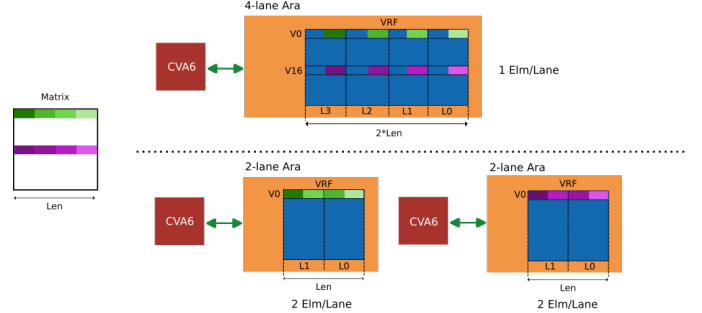 4-lane Ara
VRF
V0
CVA6
V16
1 Elm/Lane
L3 L2 L1 L0
2*Len
Matrix
Len
2-lane Ara
VRF
V0
CVA6
L1 L0
Len
2 Elm/Lane
2-lane Ara
VRF
V0
CVA6
L1 L0
Len
2 Elm/Lane